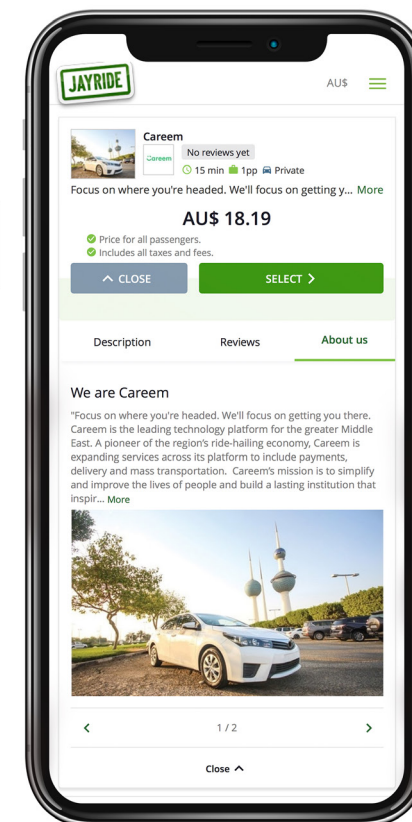 JAYRIDE
AU$
Careem
Careem
No reviews yet
15 min 1pp Private
Focus on where you're headed. We'll focus on getting y... More
AU$ 18.19
Price for all passengers.
Includes all taxes and fees.
CLOSE
SELECT
Description Reviews About us
We are Careem
"Focus on where you're headed. We'll focus on getting you there.
Careem is the leading technology platform for the greater Middle
East. A pioneer of the region's ride-hailing economy, Careem is
expanding services across its platform to include payments,
delivery and mass transportation. Careem's mission is to simplify
and improve the lives of people and build a lasting institution that
inspir... More
1 / 2
Close